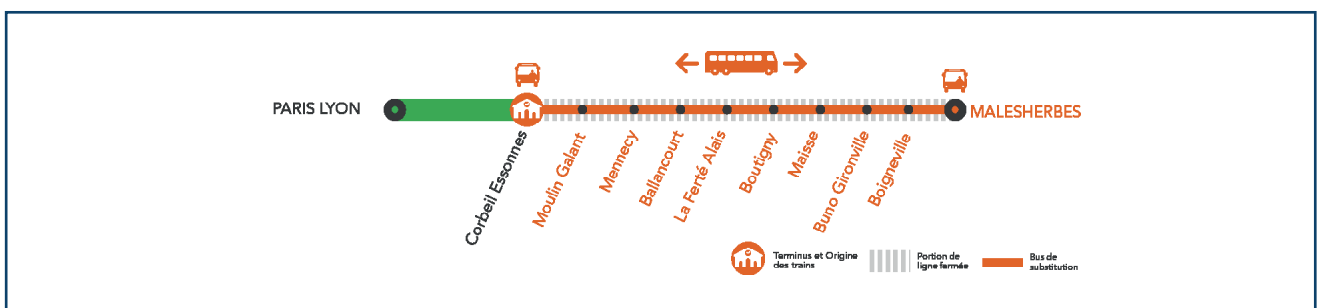 PARIS LYON
Corbeil Essonnes
Moulin Galant
Mennecy
Ballancourt
La Ferté Alais
Boutigny
Maisse
Buno Gironville
Boigneville
MALESHERBES
Terminus et Origine
des trains
Portion de
ligne fermée
Bus de
substitution